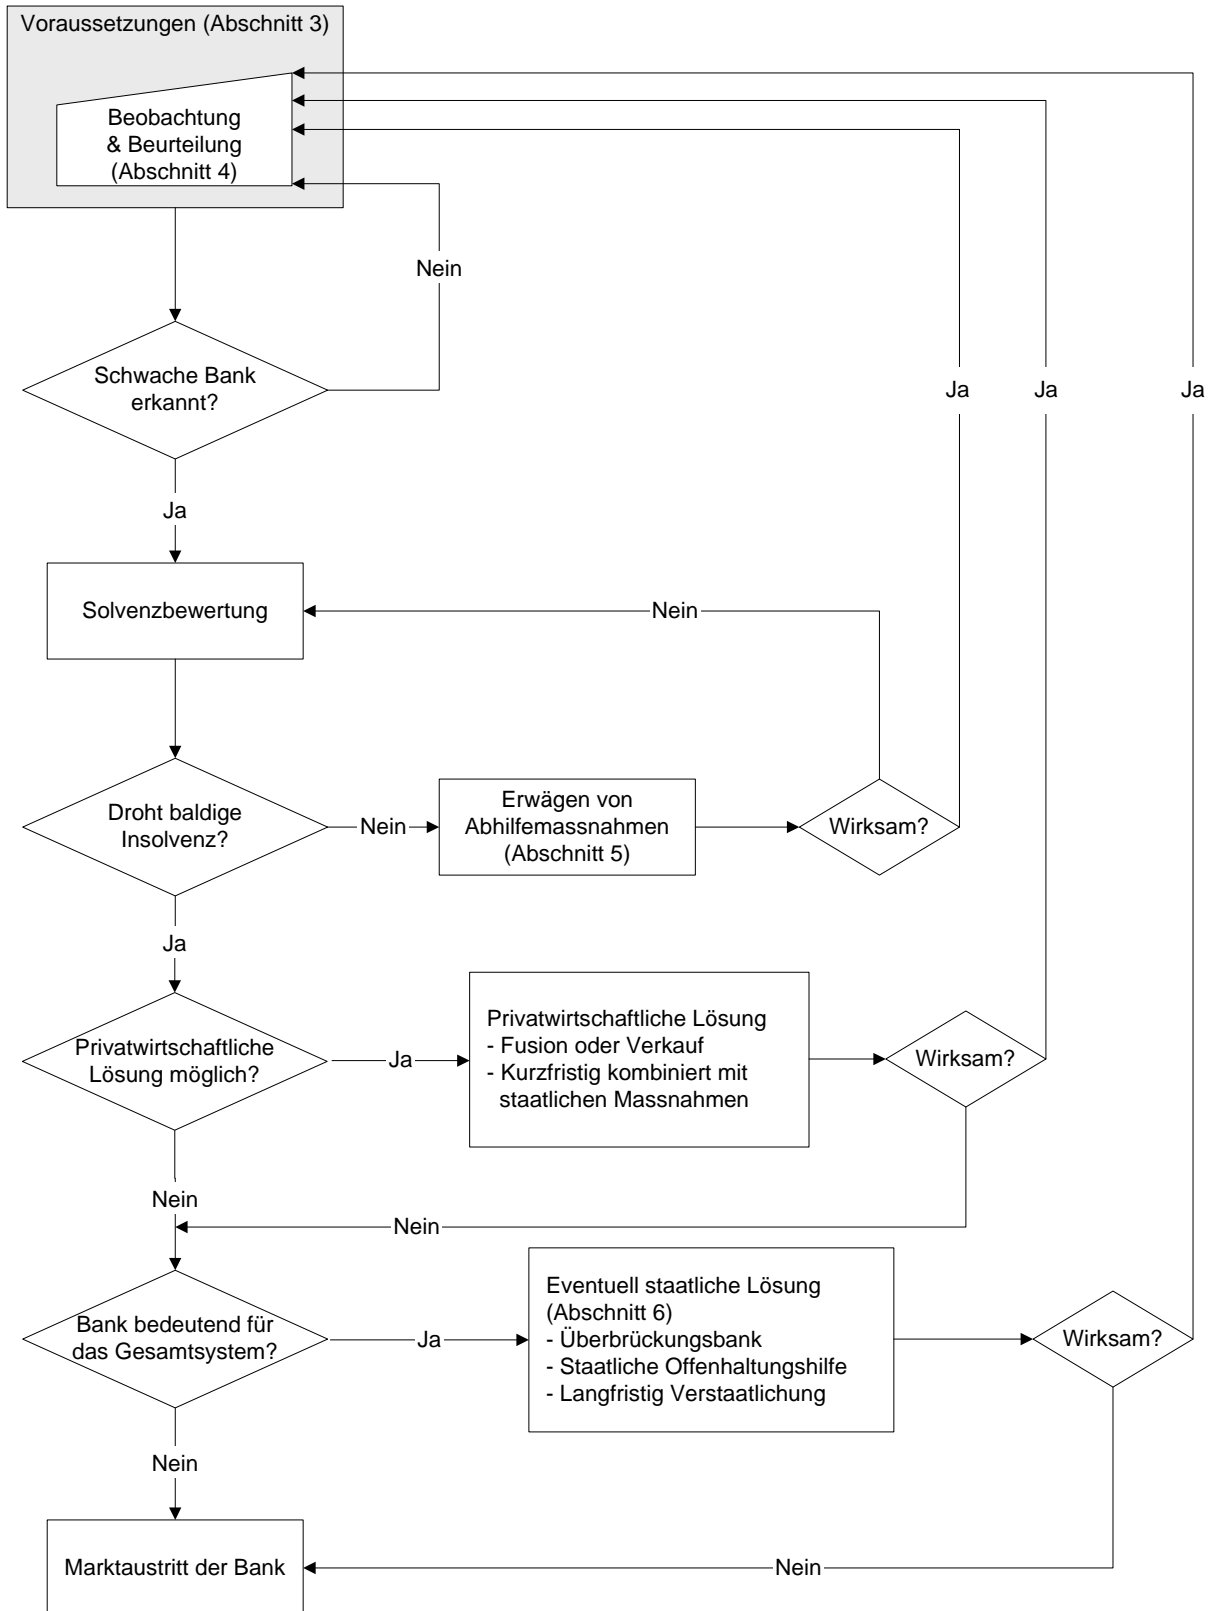 Voraussetzungen (Abschnitt 3)
Beobachtung
& Beurteilung
(Abschnitt 4)
Nein
Schwache Bank
erkannt?
Ja
Ja
Ja
Ja
Solvenzbewertung
Nein
Droht baldige
Insolvenz?
Nein
Erwägen von
Abhilfemassnahmen
(Abschnitt 5)
Wirksam?
Ja
Privatwirtschaftliche
Lösung möglich?
Ja
Privatwirtschaftliche Lösung
- Fusion oder Verkauf
- Kurzfristig kombiniert mit
staatlichen Massnahmen
Wirksam?
Nein
Nein
Bank bedeutend für
das Gesamtsystem?
Ja
Eventuell staatliche Lösung
(Abschnitt 6)
- Überbrückungsbank
- Staatliche Offenhaltungshilfe
- Langfristig Verstaatlichung
Wirksam?
Nein
Marktaustritt der Bank
Nein